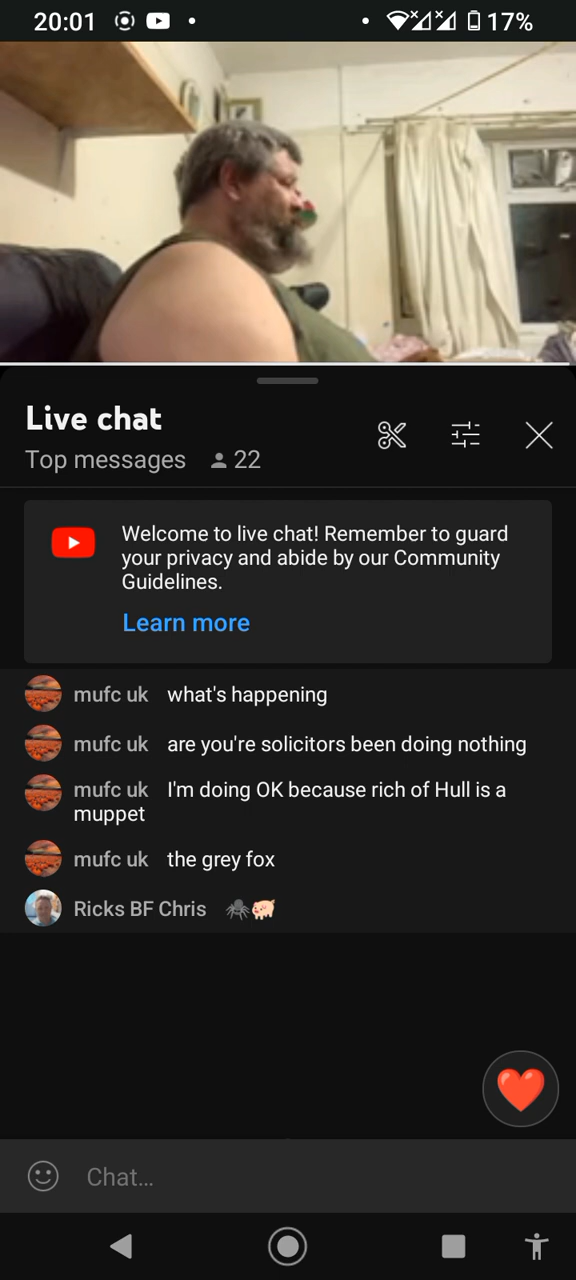 20:01
17%
Live chat
Top messages 22
Welcome to live chat! Remember to guard
your privacy and abide by our Community
Guidelines.
Learn more
mufc uk what's happening
mufc uk are you're solicitors been doing nothing
mufc uk I'm doing OK because rich of Hull is a
muppet
mufc uk the grey fox
Ricks BF Chris 🕷️🐖
Chat...